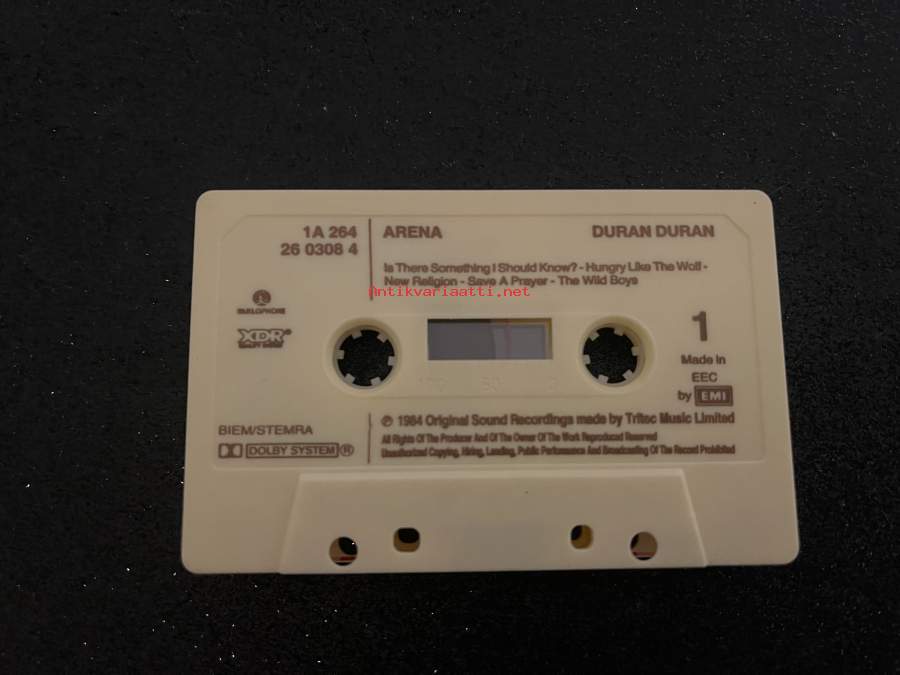 1A 264
26 0308 4
ARENA
DURAN DURAN
Is There Something I Should Know? - Hungry Like The Wolf -
New Religion - Save A Prayer - The Wild Boys
Antikvariaatti.net
PARLOPHONE
XDR
1
Made in
EEC
by EMI
50
BIEM/STEMRA
DOLBY SYSTEM ®
℗ 1984 Original Sound Recordings made by Tritec Music Limited
All Rights Of The Producer And Of The Owner Of The Work Reproduced Reserved
Unauthorized Copying, Hiring, Lending, Public Performance And Broadcasting Of The Record Prohibited